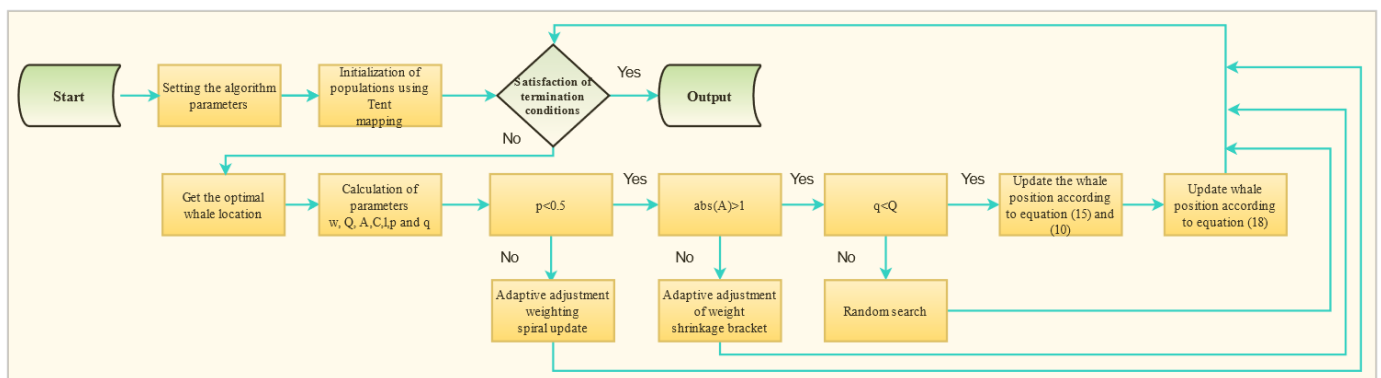 Start
Setting the algorithm
parameters
Initialization of
populations using
Tent
mapping
Satisfaction of
termination
conditions
Yes
Output
No
Get the optimal
whale location
Calculation of
parameters
w, Q, A,C,l,p and q
p<0.5
Yes
abs(A)>1
Yes
q<Q
Yes
Update the whale
position according
to equation (15) and
(10)
Update whale
position according
to equation (18)
No
No
No
Adaptive adjustment
weighting
spiral update
Adaptive adjustment
of weight
shrinkage bracket
Random search